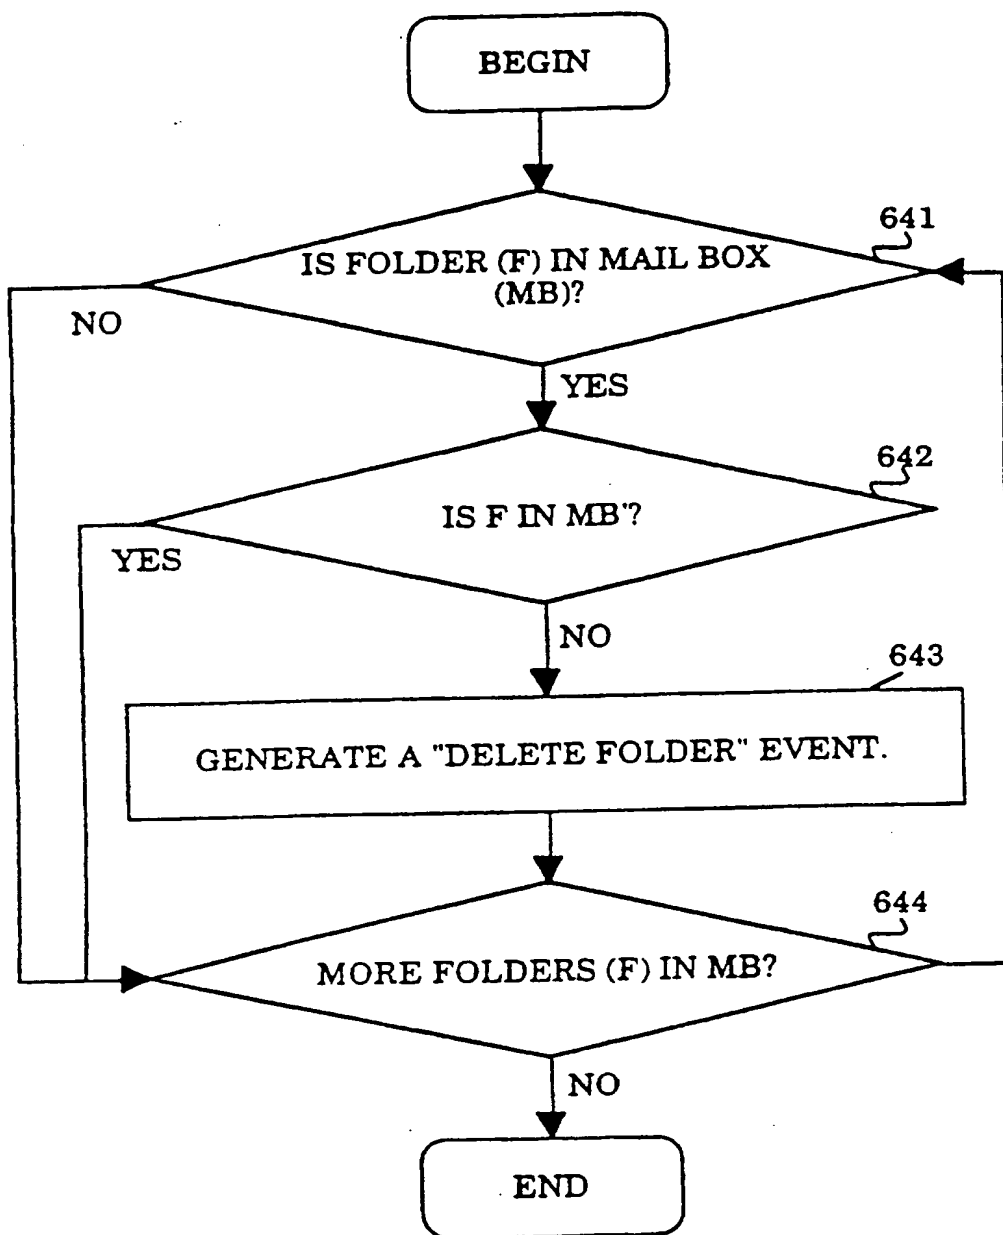 BEGIN
641
IS FOLDER (F) IN MAIL BOX
(MB)?
NO
YES
642
IS F IN MB'?
YES
NO
643
GENERATE A "DELETE FOLDER" EVENT.
644
MORE FOLDERS (F) IN MB?
NO
END